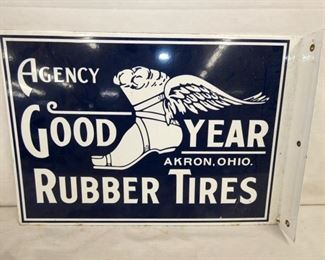 AGENCY
GOOD YEAR
AKRON, OHIO.
RUBBER TIRES